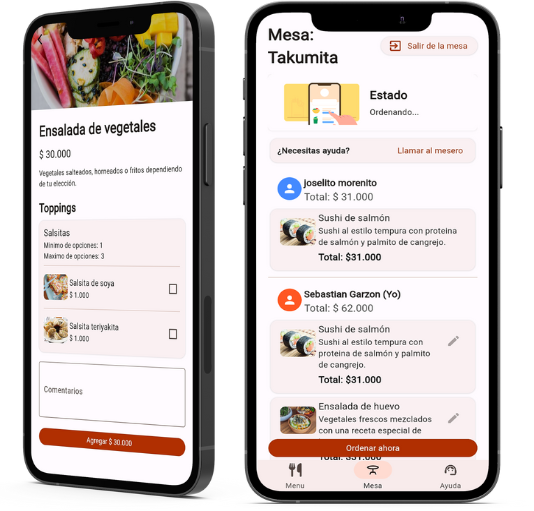 Ensalada de vegetales
$ 30.000
Vegetales salteados, horneados o fritos dependiendo
de tu elección.
Toppings
Salsitas
Minimo de opciones: 1
Maximo de opciones: 3
Salsita de soya
$ 1.000
Salsita teriyakita
$ 1.000
Comentarios
Agregar $ 30.000
Mesa:
Takumita
Salir de la mesa
Estado
Ordenando...
¿Necesitas ayuda?
Llamar al mesero
joselito morenito
Total: $ 31.000
Sushi de salmón
Sushi al estilo tempura con proteina
de salmón y palmito de cangrejo.
Total: $31.000
Sebastian Garzon (Yo)
Total: $ 62.000
Sushi de salmón
Sushi al estilo tempura con
proteina de salmón y palmito
de cangrejo.
Total: $31.000
Ensalada de huevo
Vegetales frescos mezclados
con una receta especial de
Ordenar ahora
Total: $31.000
Menu
Mesa
Ayuda